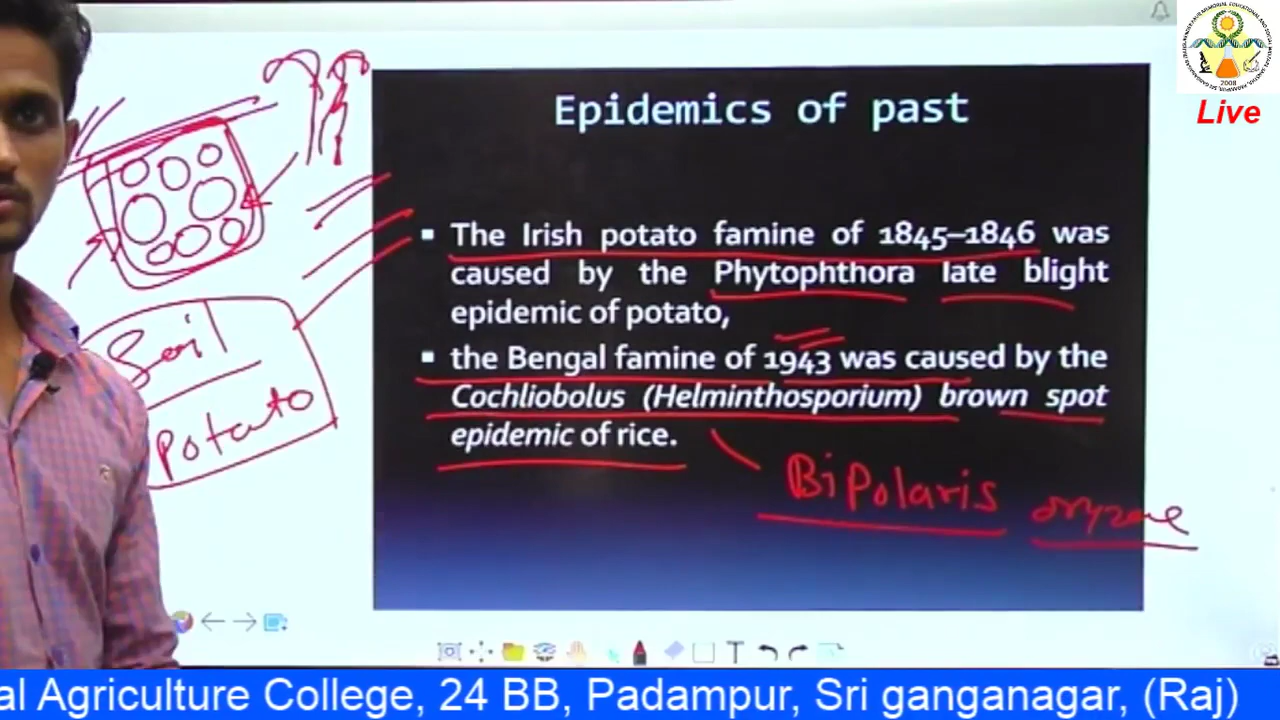 Live
Epidemics of past
▪ The Irish potato famine of 1845–1846 was
caused by the Phytophthora late blight
epidemic of potato,
▪ the Bengal famine of 1943 was caused by the
Cochliobolus (Helminthosporium) brown spot
epidemic of rice.
BiPolaris oryzae
Soil
Potato
2008
al Agriculture College, 24 BB, Padampur, Sri ganganagar, (Raj)